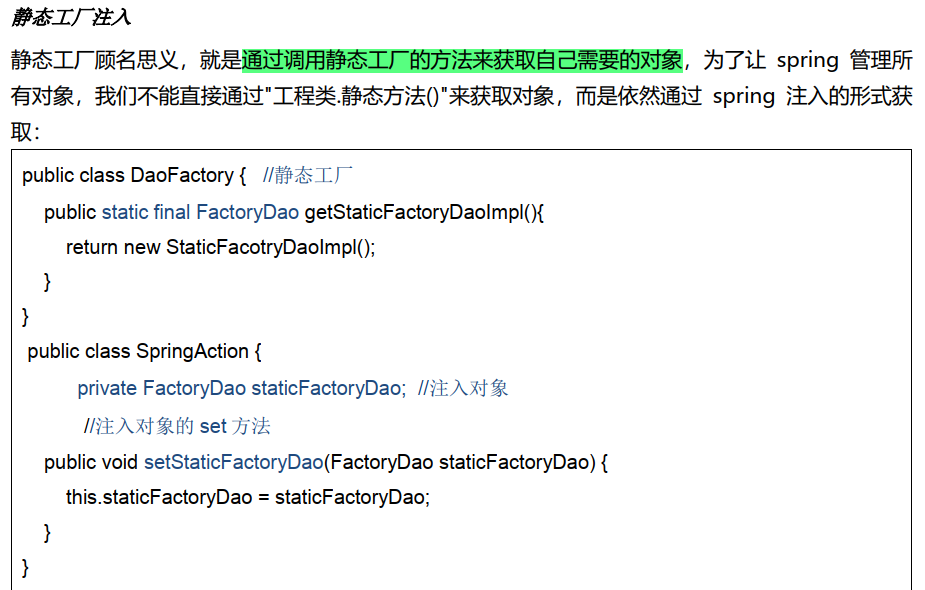 静态工厂注入
静态工厂顾名思义，就是通过调用静态工厂的方法来获取自己需要的对象，为了让 spring 管理所
有对象，我们不能直接通过"工程类.静态方法()"来获取对象，而是依然通过 spring 注入的形式获
取：
public class DaoFactory { //静态工厂
public static final FactoryDao getStaticFactoryDaoImpl(){
return new StaticFacotryDaoImpl();
}
}
public class SpringAction {
private FactoryDao staticFactoryDao; //注入对象
//注入对象的 set 方法
public void setStaticFactoryDao(FactoryDao staticFactoryDao) {
this.staticFactoryDao = staticFactoryDao;
}
}